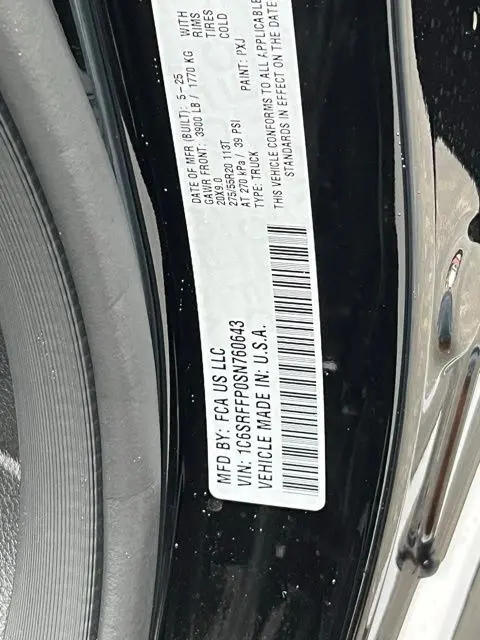 MFD BY: FCA US LLC
VIN: 1C6SRFFP0SN760643
VEHICLE MADE IN: U.S.A.
DATE OF MFR (BUILT): 5-25
GAWR FRONT: 3900 LB / 1770 KG WITH
20X9.0 RIMS
275/55R20 113T TIRES
AT 270 kPa / 39 PSI COLD
TYPE: TRUCK PAINT: PXJ
THIS VEHICLE CONFORMS TO ALL APPLICABLE
STANDARDS IN EFFECT ON THE DATE